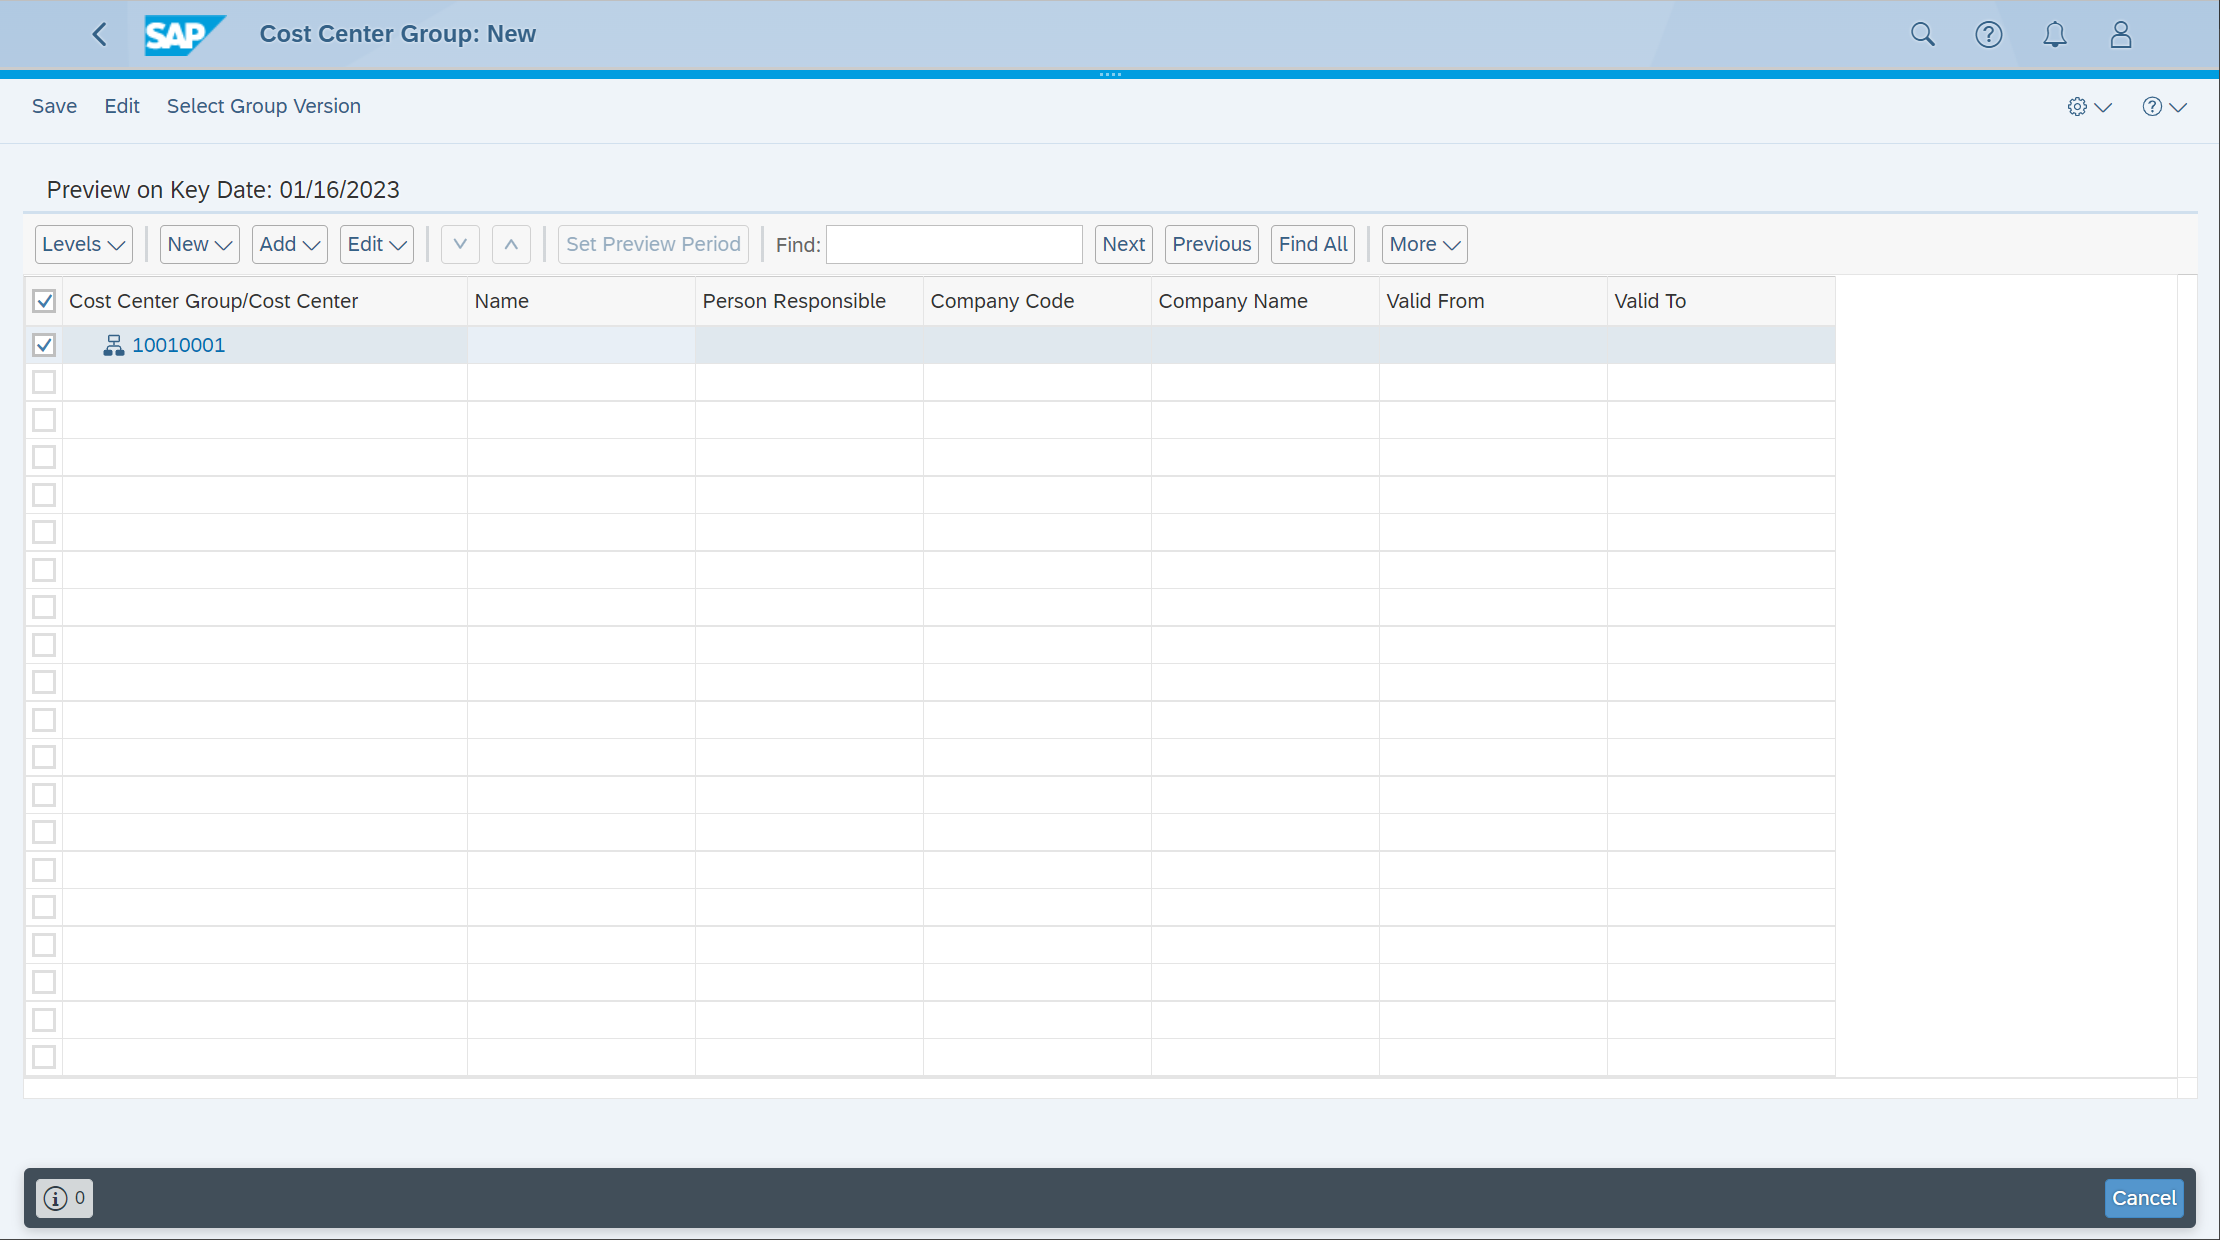 SAP Cost Center Group: New
Save Edit Select Group Version
Preview on Key Date: 01/16/2023
Levels New Add Edit Set Preview Period Find: Next Previous Find All More
Cost Center Group/Cost Center Name Person Responsible Company Code Company Name Valid From Valid To
10010001
0 Cancel